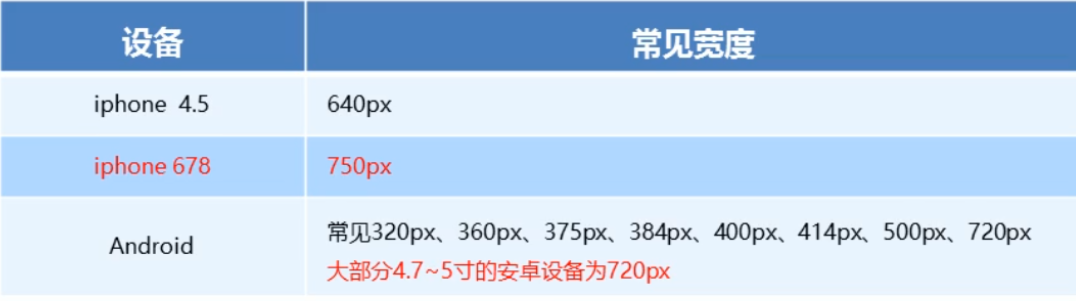 设备 常见宽度
iphone 4.5 640px
iphone 678 750px
Android 常见320px、360px、375px、384px、400px、414px、500px、720px
大部分4.7~5寸的安卓设备为720px